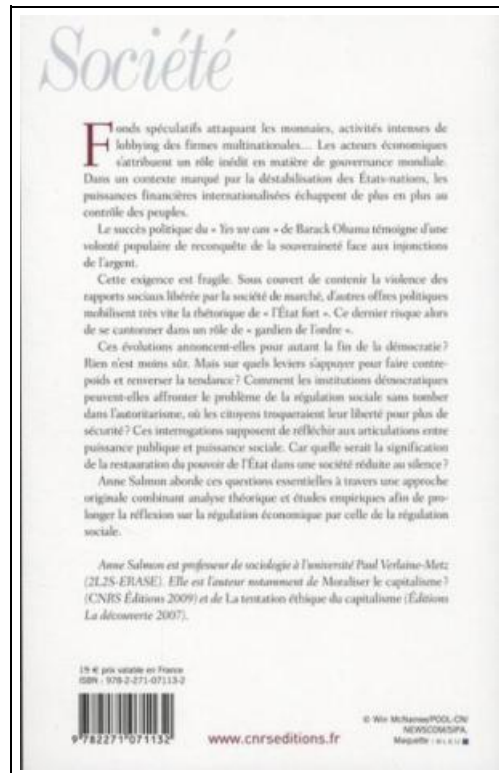 Société
Fonds spéculatifs attaquant les monnaies, activités intenses de
lobbying des firmes multinationales... Les acteurs économiques
s'attribuent un rôle inédit en matière de gouvernance mondiale.
Dans un contexte marqué par la déstabilisation des États-nations, les
puissances financières internationalisées échappent de plus en plus au
contrôle des peuples.
Le succès politique du « Yes we can » de Barack Obama témoigne d'une
volonté populaire de reconquête de la souveraineté face aux injonctions
de l'argent.
Cette exigence est fragile. Sous couvert de contenir la violence des
rapports sociaux libérée par la société de marché, d'autres offres politiques
mobilisent très vite la rhétorique de « l'État fort ». Ce dernier risque alors
de se cantonner dans un rôle de « gardien de l'ordre ».
Ces évolutions annoncent-elles pour autant la fin de la démocratie ?
Rien n'est moins sûr. Mais sur quels leviers s'appuyer pour faire contre-
poids et renverser la tendance ? Comment les institutions démocratiques
peuvent-elles affronter le problème de la régulation sociale sans tomber
dans l'autoritarisme, où les citoyens troqueraient leur liberté pour plus de
sécurité ? Ces interrogations supposent de réfléchir aux articulations entre
puissance publique et puissance sociale. Car quelle serait la signification
de la restauration du pouvoir de l'État dans une société réduite au silence ?
Anne Salmon aborde ces questions essentielles à travers une approche
originale combinant analyse théorique et études empiriques afin de pro-
longer la réflexion sur la régulation économique par celle de la régulation
sociale.
Anne Salmon est professeur de sociologie à l'université Paul Verlaine-Metz
(2L2S-ERASE). Elle est l'auteur notamment de Moraliser le capitalisme ?
(CNRS Éditions 2009) et de La tentation éthique du capitalisme (Éditions
La découverte 2007).
19 € prix valable en France
ISBN : 978-2-271-07113-2
9 782271 071132
www.cnrseditions.fr
© Win McNamee/POOL-CN/
NEWSCOM/SIPA.
Maquette : BLEU